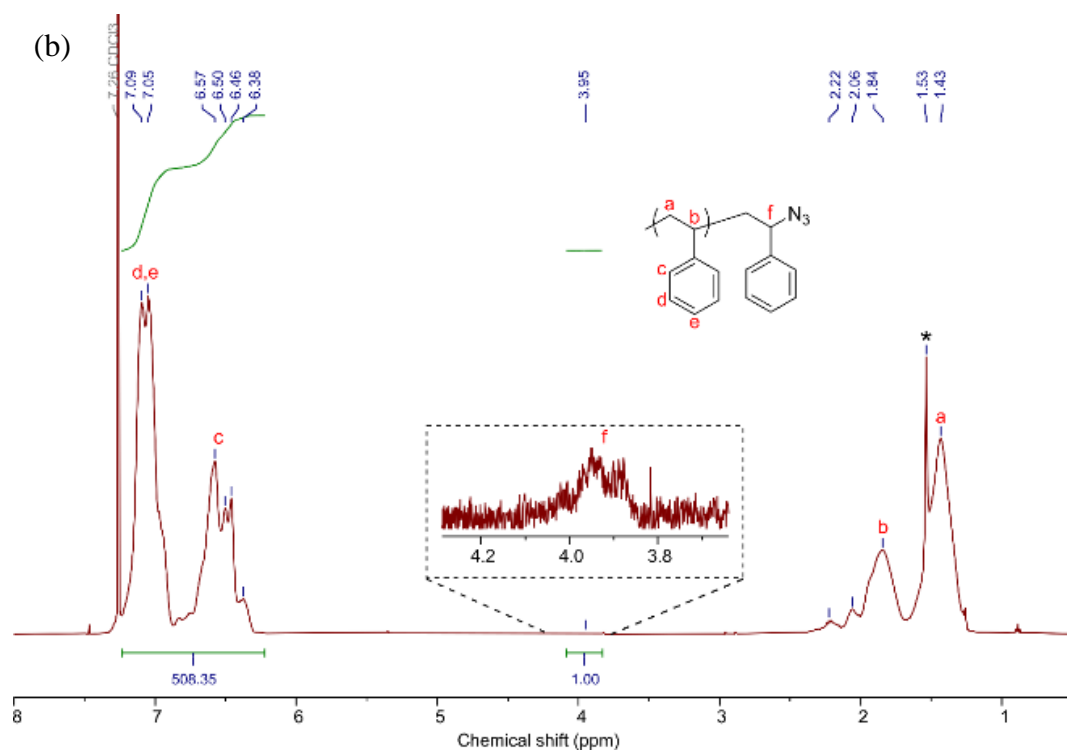 (b)
7.26 CDCl3
7.09
7.05
6.57
6.50
6.46
6.38
3.95
2.22
2.06
1.84
1.53
1.43
a
b
f
N3
c
d
e
d,e
c
*
a
b
f
4.2 4.0 3.8
508.35
1.00
8 7 6 5 4 3 2 1
Chemical shift (ppm)